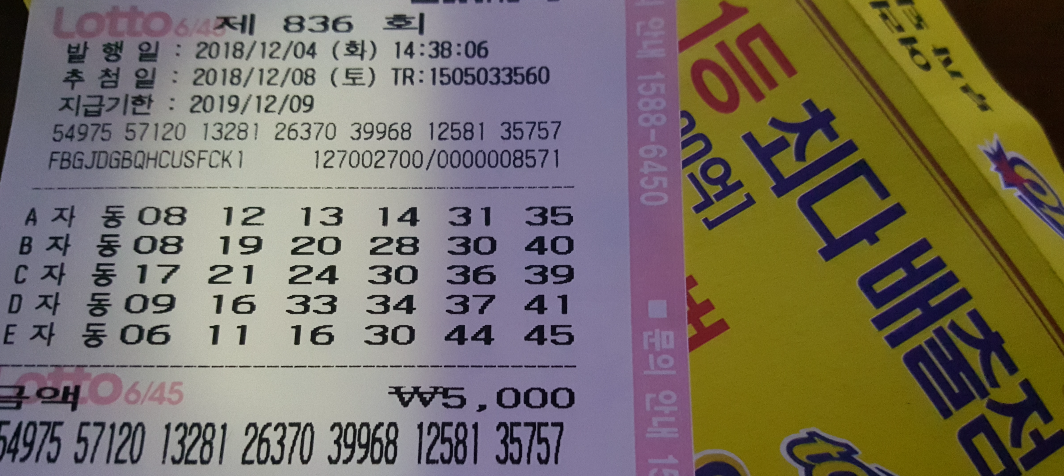 Lotto 6/45 제 836 회
발 행 일 : 2018/12/04 (화) 14:38:06
추 첨 일 : 2018/12/08 (토) TR:1505033560
지급기한 : 2019/12/09
54975 57120 13281 26370 39968 12581 35757
FBGJDGBQHCUSFCK1 127002700/0000008571
A 자 동 08 12 13 14 31 35
B 자 동 08 19 20 28 30 40
C 자 동 17 21 24 30 36 39
D 자 동 09 16 33 34 37 41
E 자 동 06 11 16 30 44 45
Lotto 6/45
금액 ₩5,000
54975 57120 13281 26370 39968 12581 35757
안내 1588-6450
■ 문의 안내 15
1등 최다 배출점